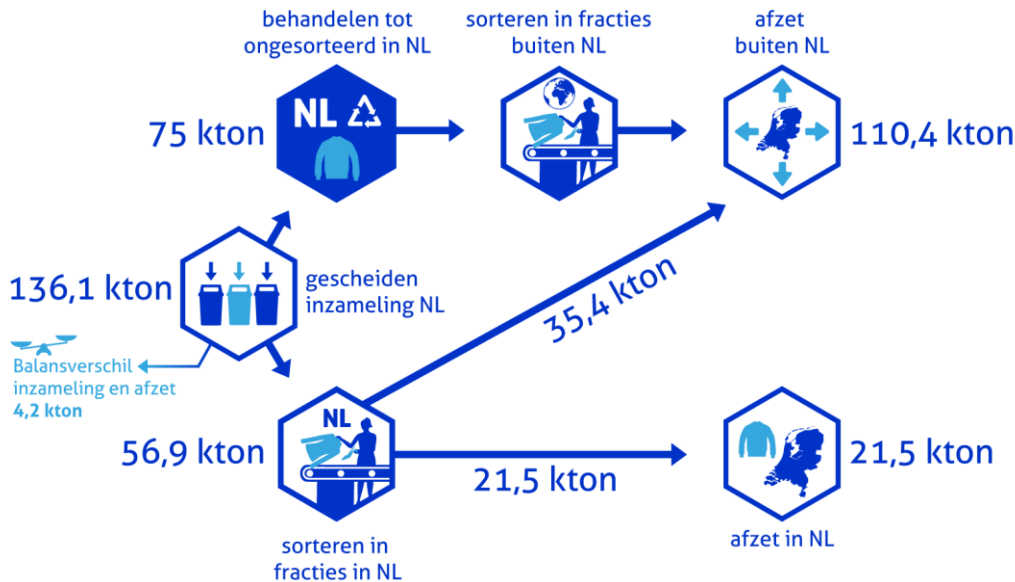 behandelen tot
ongesorteerd in NL
sorteren in fracties
buiten NL
afzet
buiten NL
75 kton
NL
110,4 kton
136,1 kton
gescheiden
inzameling NL
35,4 kton
Balansverschil
inzameling en afzet
4,2 kton
56,9 kton
NL
21,5 kton
21,5 kton
sorteren in
fracties in NL
afzet in NL